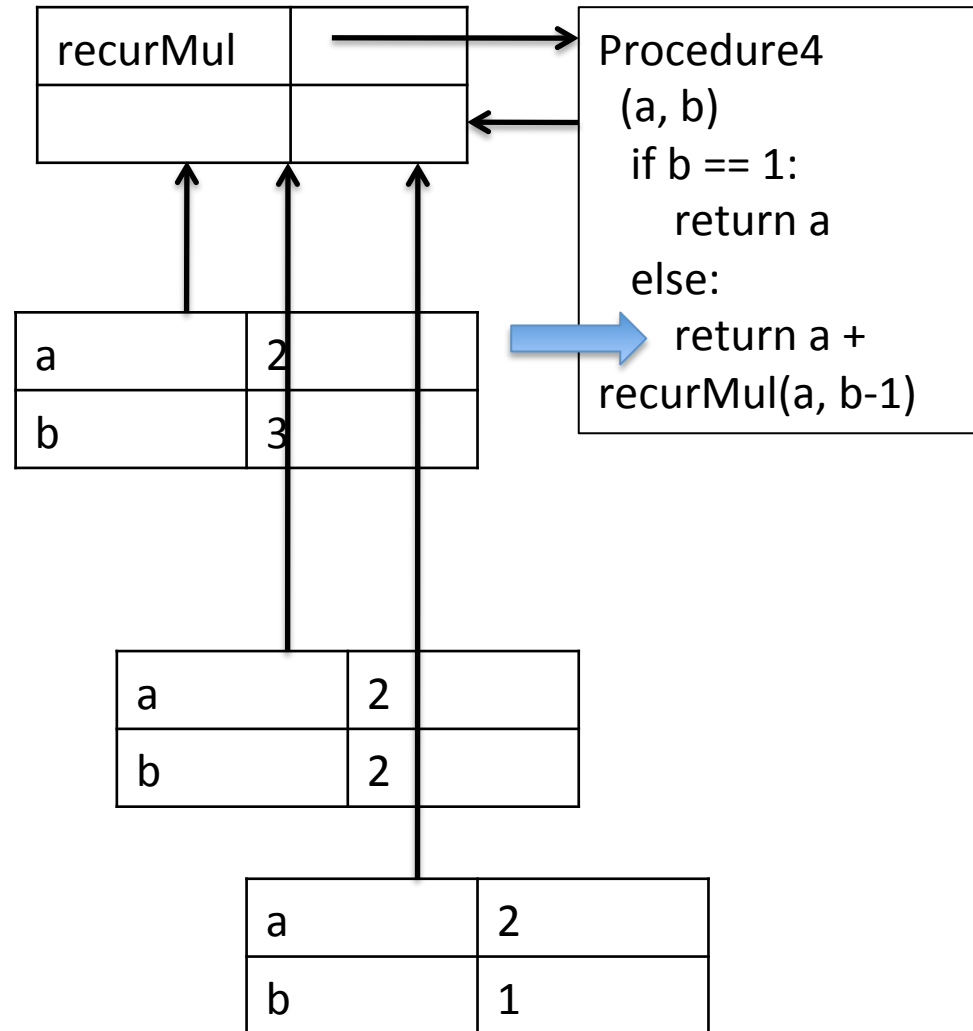 recurMul
Procedure4
(a, b)
if b == 1:
return a
else:
return a +
recurMul(a, b-1)
a 2
b 3
a 2
b 2
a 2
b 1